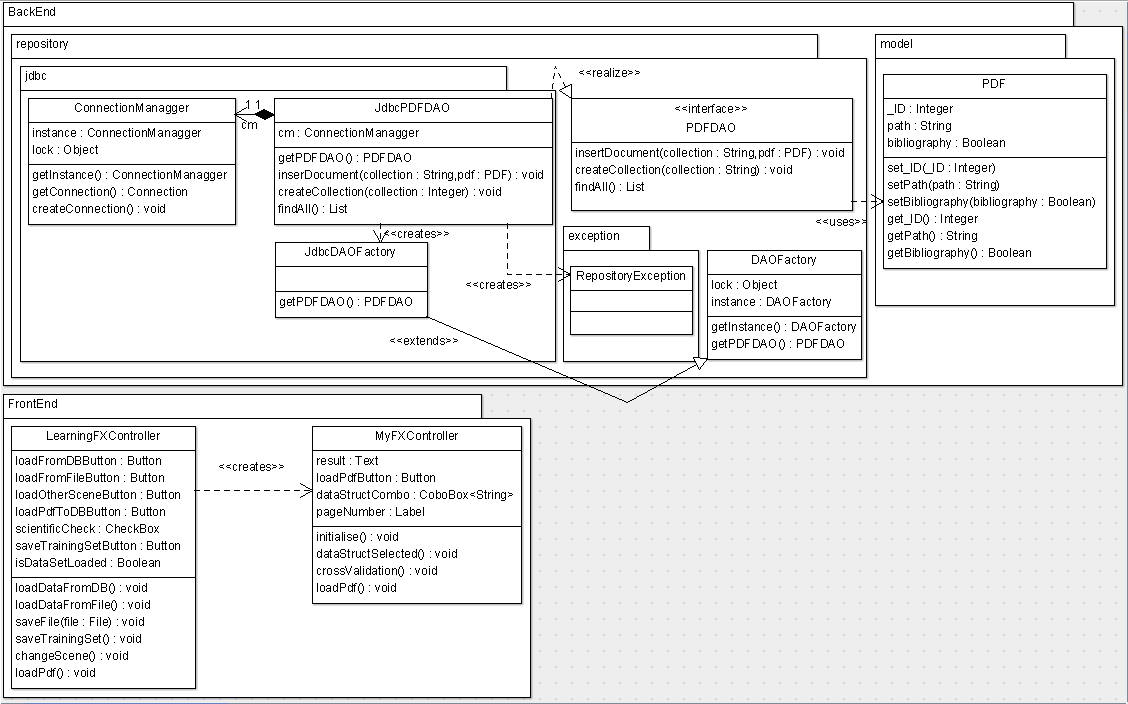 BackEnd
repository
jdbc
ConnectionManagger
instance : ConnectionManagger
lock : Object
getInstance() : ConnectionManagger
getConnection() : Connection
createConnection() : void
1 1
cm
JdbcPDFDAO
cm : ConnectionManagger
getPDFDAO() : PDFDAO
inserDocument(collection : String,pdf : PDF) : void
createCollection(collection : Integer) : void
findAll() : List
<<creates>>
JdbcDAOFactory
getPDFDAO() : PDFDAO
<<creates>>
<<extends>>
<<realize>>
<<interface>>
PDFDAO
insertDocument(collection : String,pdf : PDF) : void
createCollection(collection : String) : void
findAll() : List
<<uses>>
exception
RepositoryException
DAOFactory
lock : Object
instance : DAOFactory
getInstance() : DAOFactory
getPDFDAO() : PDFDAO
model
PDF
_ID : Integer
path : String
bibliography : Boolean
set_ID(_ID : Integer)
setPath(path : String)
setBibliography(bibliography : Boolean)
get_ID() : Integer
getPath() : String
getBibliography() : Boolean
FrontEnd
LearningFXController
loadFromDBButton : Button
loadFromFileButton : Button
loadOtherSceneButton : Button
loadPdfToDBButton : Button
scientificCheck : CheckBox
saveTrainingSetButton : Button
isDataSetLoaded : Boolean
loadDataFromDB() : void
loadDataFromFile() : void
saveFile(file : File) : void
saveTrainingSet() : void
changeScene() : void
loadPdf() : void
<<creates>>
MyFXController
result : Text
loadPdfButton : Button
dataStructCombo : CoboBox<String>
pageNumber : Label
initialise() : void
dataStructSelected() : void
crossValidation() : void
loadPdf() : void